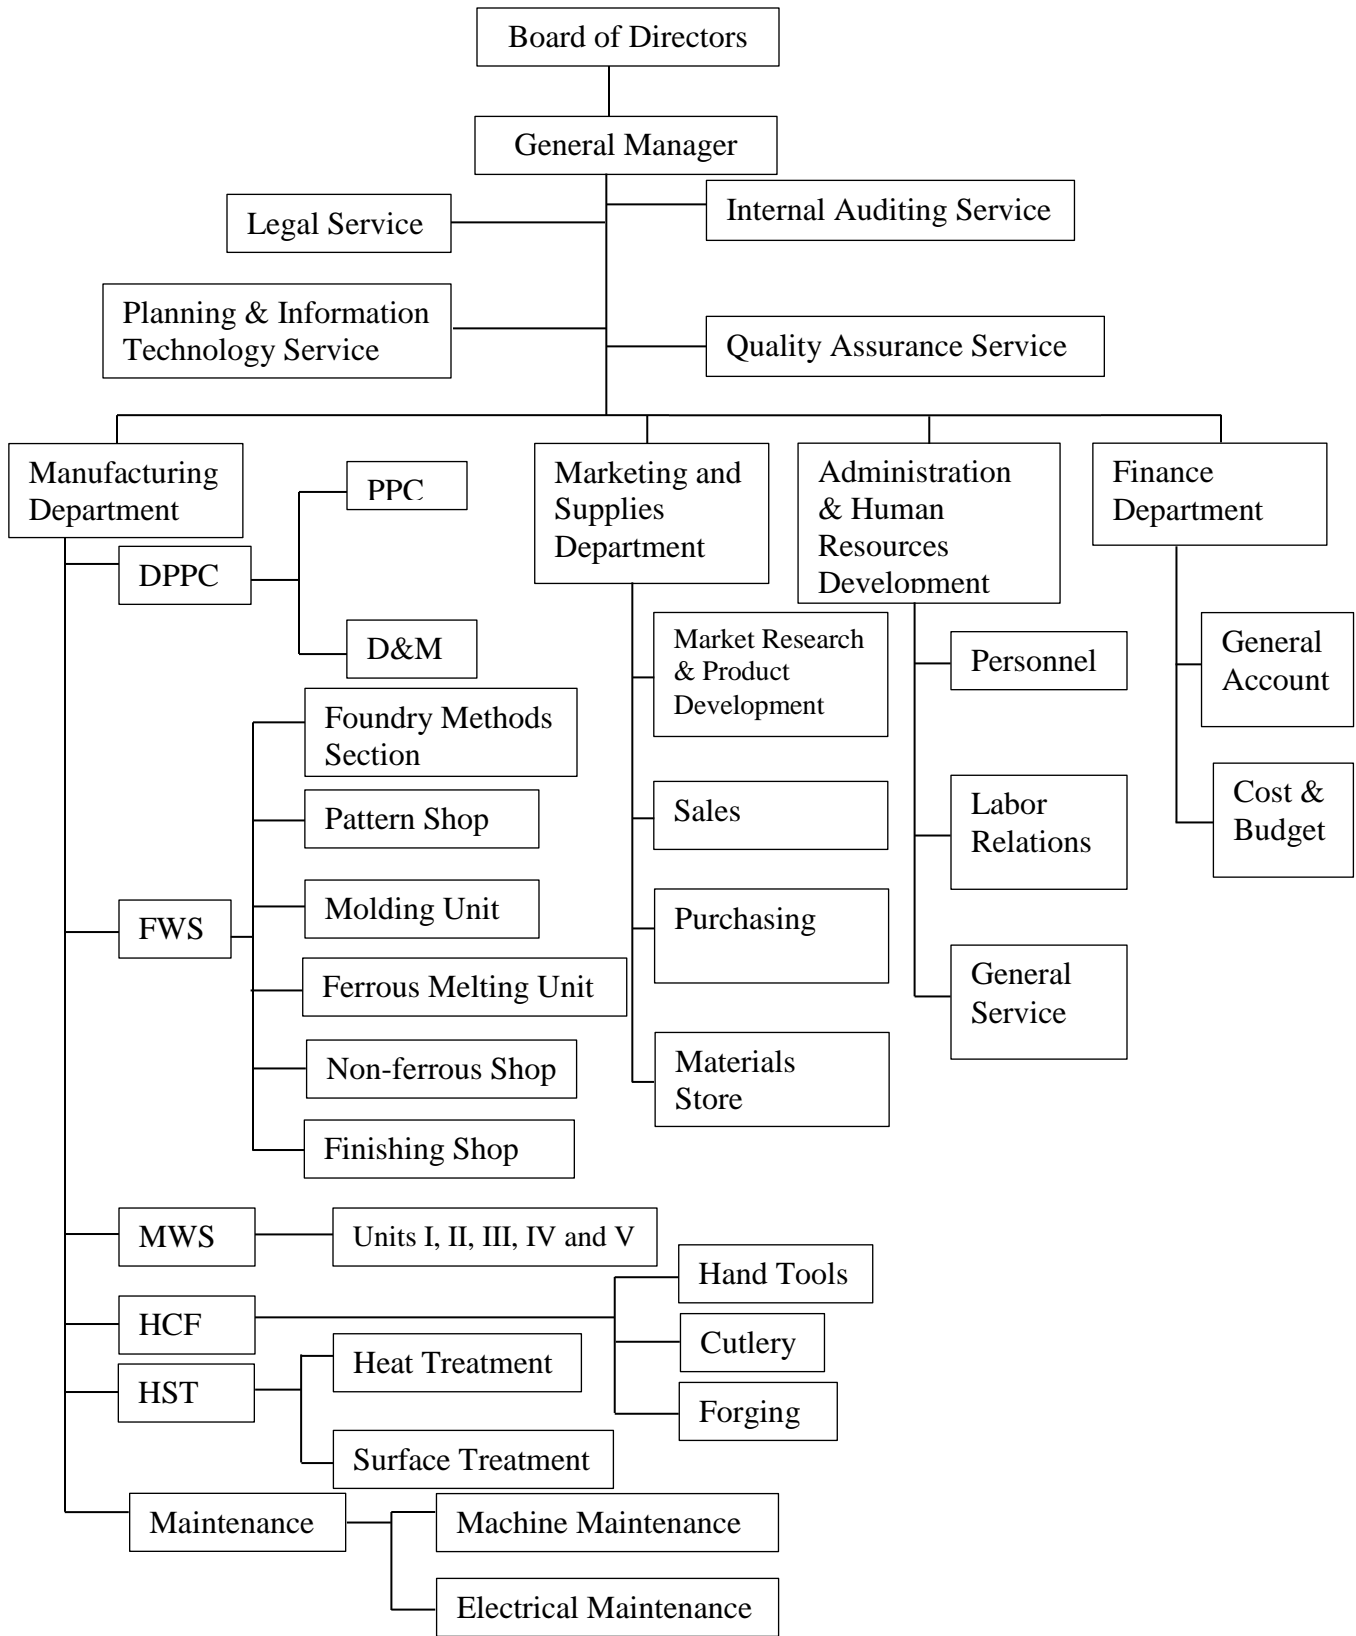 Board of Directors
General Manager
Legal Service
Internal Auditing Service
Planning & Information
Technology Service
Quality Assurance Service
Manufacturing
Department
PPC
DPPC
D&M
Marketing and
Supplies
Department
Administration
& Human
Resources
Development
Finance
Department
Market Research
& Product
Development
Personnel
General
Account
Foundry Methods
Section
Pattern Shop
Sales
Labor
Relations
Cost &
Budget
FWS
Molding Unit
Purchasing
Ferrous Melting Unit
General
Service
Non-ferrous Shop
Materials
Store
Finishing Shop
MWS
Units I, II, III, IV and V
Hand Tools
HCF
Cutlery
Heat Treatment
HST
Forging
Surface Treatment
Maintenance
Machine Maintenance
Electrical Maintenance